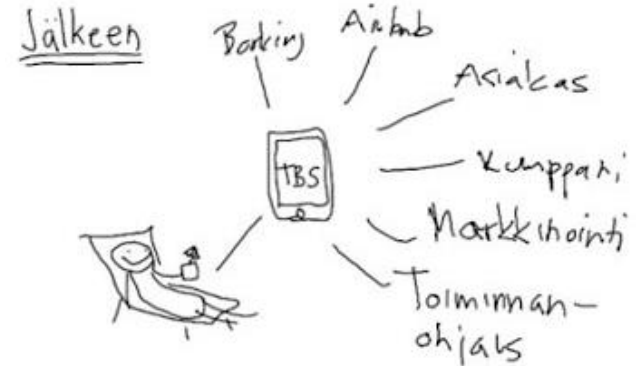 Jälkeen
Booking
Airbnb
Asiakas
Kumppani
TBS
Markkinointi
Toiminnan-
ohjaus